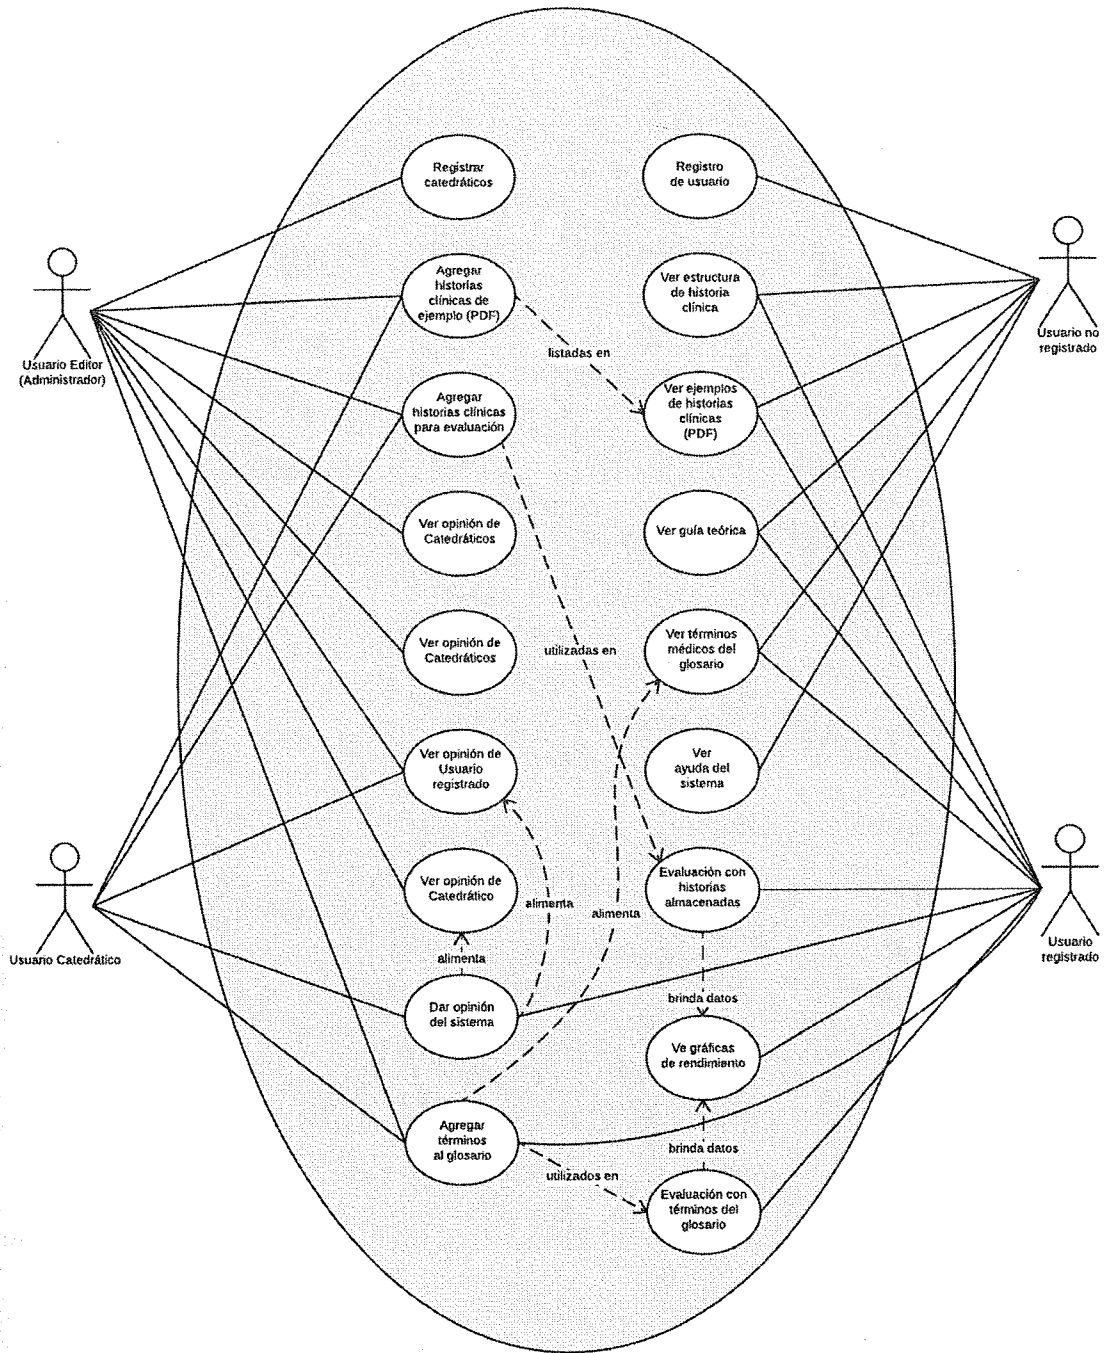 Registrar
catedráticos
Registro
de usuario
Usuario Editor
(Administrador)
Agregar
historias
clínicas de
ejemplo (PDF)
Ver estructura
de historia
clínica
Usuario no
registrado
listadas en
Agregar
historias clínicas
para evaluación
Ver ejemplos
de historias
clínicas
(PDF)
Ver opinión de
Catedráticos
Ver guía teórica
Ver opinión de
Catedráticos
utilizadas en
Ver términos
médicos del
glosario
Ver opinión de
Usuario
registrado
Ver
ayuda del
sistema
Usuario Catedrático
Ver opinión de
Catedrático
alimenta
alimenta
Evaluación con
historias
almacenadas
Usuario
registrado
alimenta
Dar opinión
del sistema
brinda datos
Ve gráficas
de rendimiento
Agregar
términos
al glosario
brinda datos
utilizados en
Evaluación con
términos del
glosario